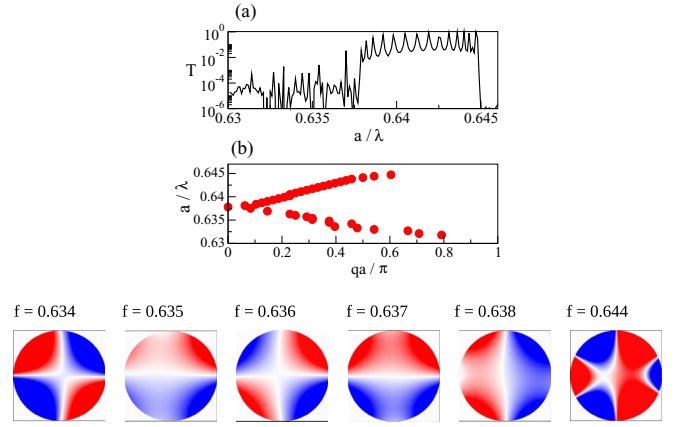 (a)
10⁰
10⁻²
10⁻⁴
10⁻⁶
T
0.63
0.635
0.64
0.645
a / λ
(b)
0.645
0.64
0.635
0.63
a / λ
0
0.2
0.4
0.6
0.8
1
qa / π
f = 0.634
f = 0.635
f = 0.636
f = 0.637
f = 0.638
f = 0.644